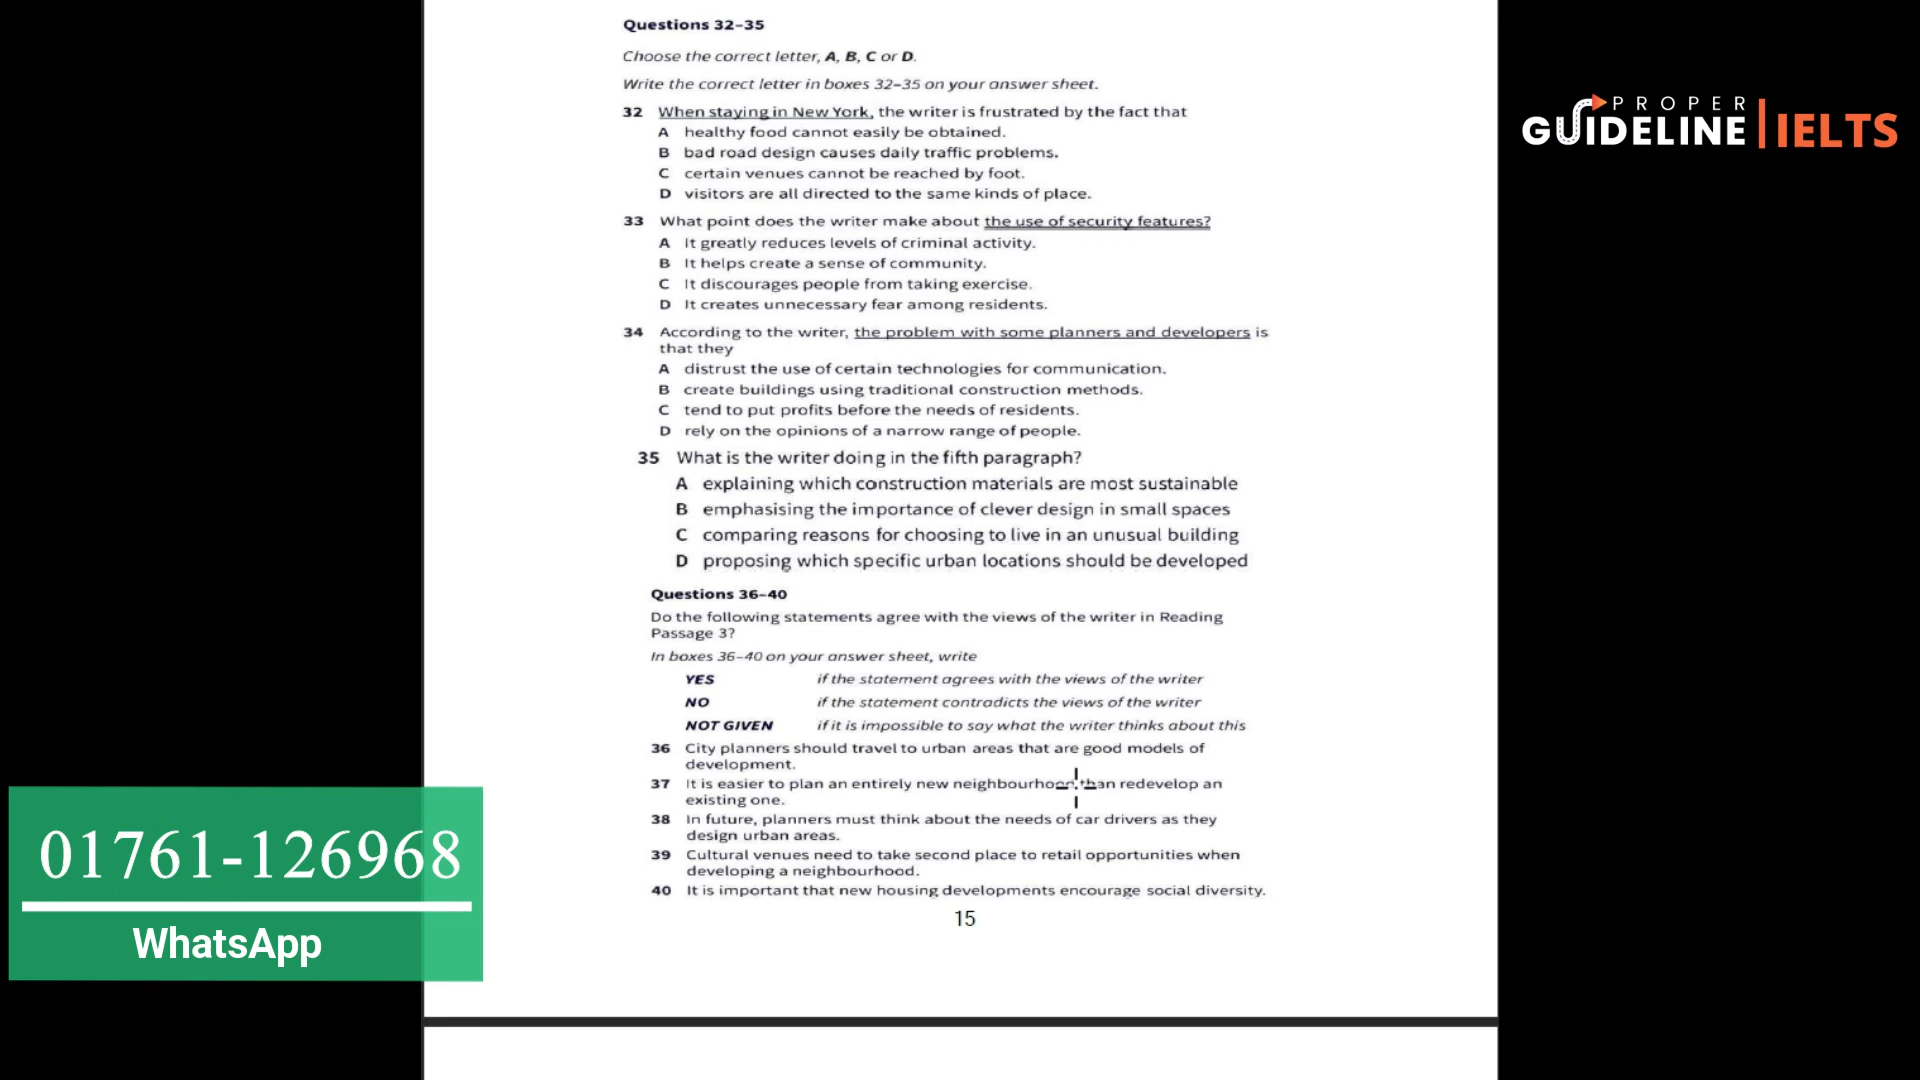 Questions 32–35
Choose the correct letter, A, B, C or D.
Write the correct letter in boxes 32–35 on your answer sheet.
32 When staying in New York, the writer is frustrated by the fact that
A healthy food cannot easily be obtained.
B bad road design causes daily traffic problems.
C certain venues cannot be reached by foot.
D visitors are all directed to the same kinds of place.
33 What point does the writer make about the use of security features?
A It greatly reduces levels of criminal activity.
B It helps create a sense of community.
C It discourages people from taking exercise.
D It creates unnecessary fear among residents.
34 According to the writer, the problem with some planners and developers is
that they
A distrust the use of certain technologies for communication.
B create buildings using traditional construction methods.
C tend to put profits before the needs of residents.
D rely on the opinions of a narrow range of people.
35 What is the writer doing in the fifth paragraph?
A explaining which construction materials are most sustainable
B emphasising the importance of clever design in small spaces
C comparing reasons for choosing to live in an unusual building
D proposing which specific urban locations should be developed
Questions 36–40
Do the following statements agree with the views of the writer in Reading
Passage 3?
In boxes 36–40 on your answer sheet, write
YES if the statement agrees with the views of the writer
NO if the statement contradicts the views of the writer
NOT GIVEN if it is impossible to say what the writer thinks about this
36 City planners should travel to urban areas that are good models of
development.
37 It is easier to plan an entirely new neighbourhood than redevelop an
existing one.
38 In future, planners must think about the needs of car drivers as they
design urban areas.
39 Cultural venues need to take second place to retail opportunities when
developing a neighbourhood.
40 It is important that new housing developments encourage social diversity.
15
PROPER
GUIDELINE | IELTS
01761-126968
WhatsApp